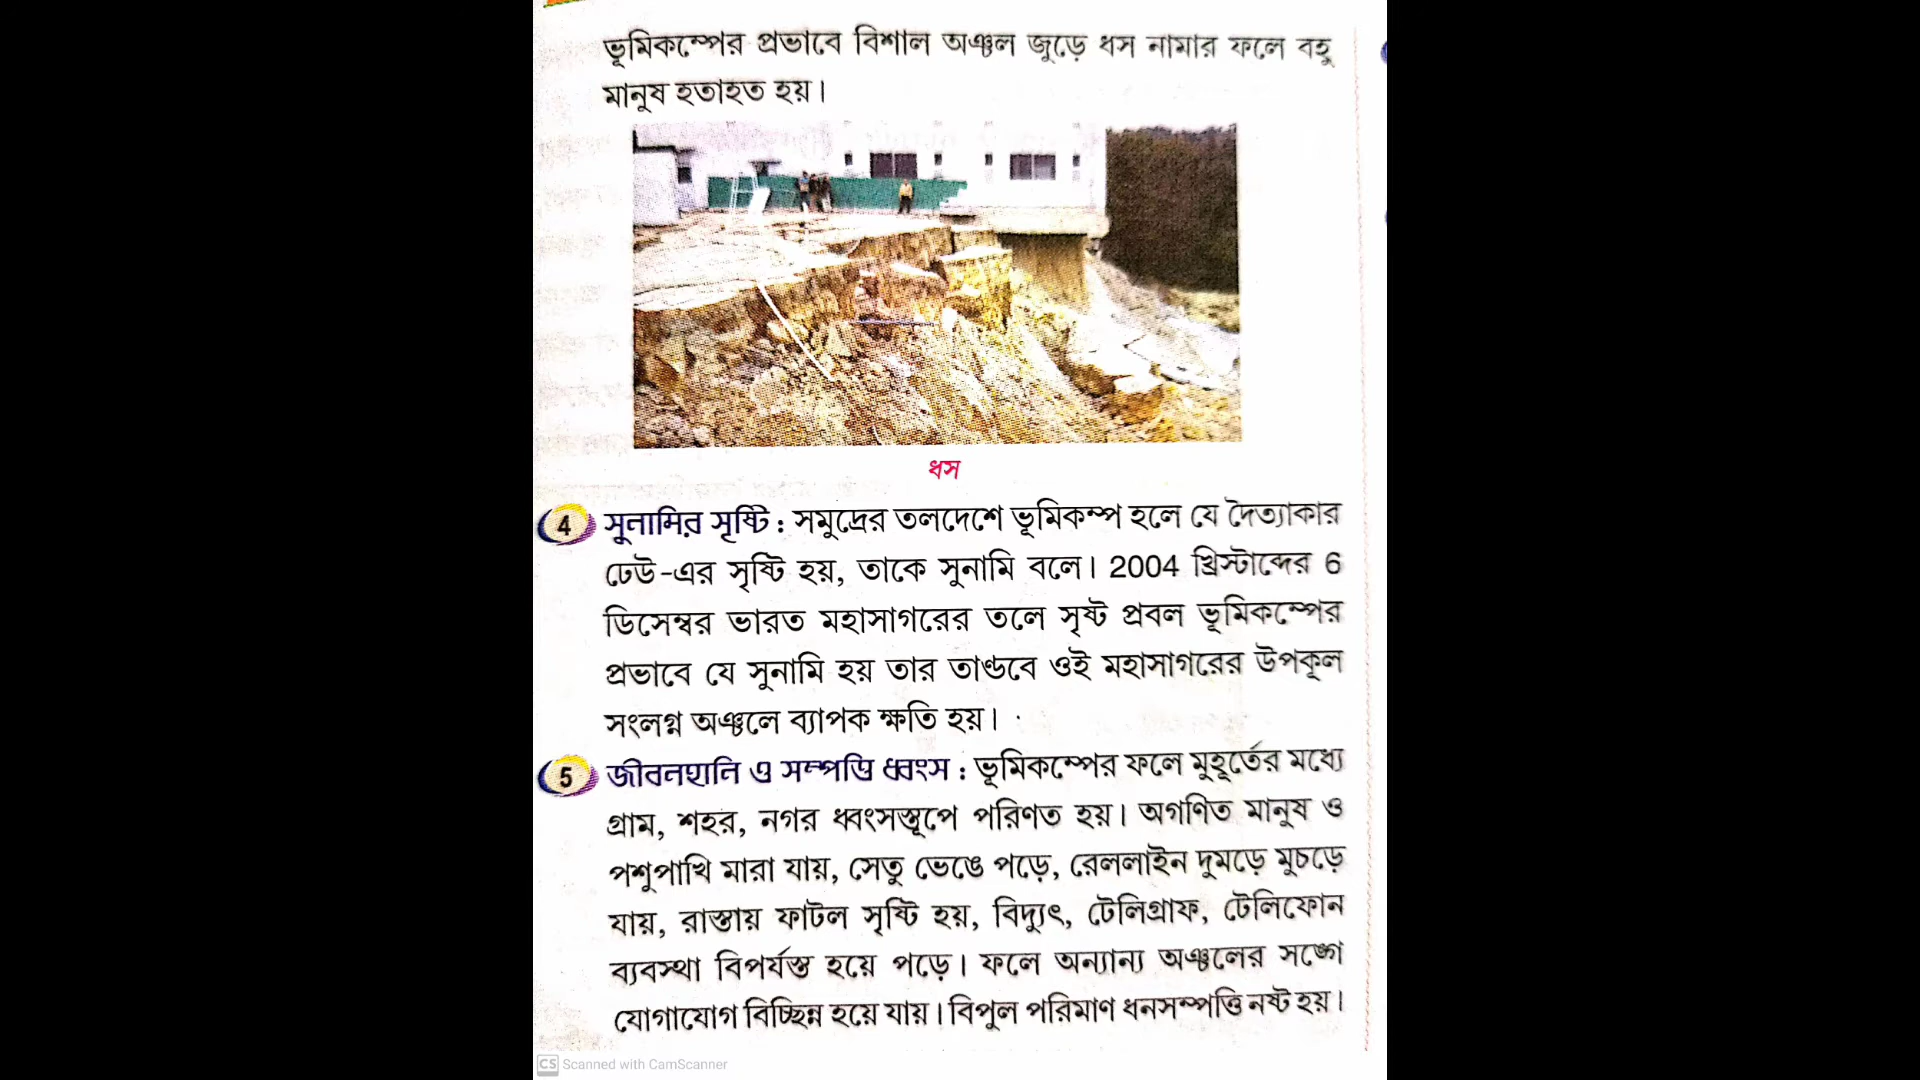 ভূমিকম্পের প্রভাবে বিশাল অঞ্চল জুড়ে ধস নামার ফলে বহু
মানুষ হতাহত হয়।
ধস
4 সুনামির সৃষ্টি : সমুদ্রের তলদেশে ভূমিকম্প হলে যে দৈত্যাকার
ঢেউ-এর সৃষ্টি হয়, তাকে সুনামি বলে। 2004 খ্রিস্টাব্দের 6
ডিসেম্বর ভারত মহাসাগরের তলে সৃষ্ট প্রবল ভূমিকম্পের
প্রভাবে যে সুনামি হয় তার তাণ্ডবে ওই মহাসাগরের উপকূল
সংলগ্ন অঞ্চলে ব্যাপক ক্ষতি হয়।
5 জীবনহানি ও সম্পত্তি ধ্বংস : ভূমিকম্পের ফলে মুহূর্তের মধ্যে
গ্রাম, শহর, নগর ধ্বংসস্তূপে পরিণত হয়। অগণিত মানুষ ও
পশুপাখি মারা যায়, সেতু ভেঙে পড়ে, রেললাইন দুমড়ে মুচড়ে
যায়, রাস্তায় ফাটল সৃষ্টি হয়, বিদ্যুৎ, টেলিগ্রাফ, টেলিফোন
ব্যবস্থা বিপর্যস্ত হয়ে পড়ে। ফলে অন্যান্য অঞ্চলের সঙ্গে
যোগাযোগ বিচ্ছিন্ন হয়ে যায়। বিপুল পরিমাণ ধনসম্পত্তি নষ্ট হয়।
CS Scanned with CamScanner